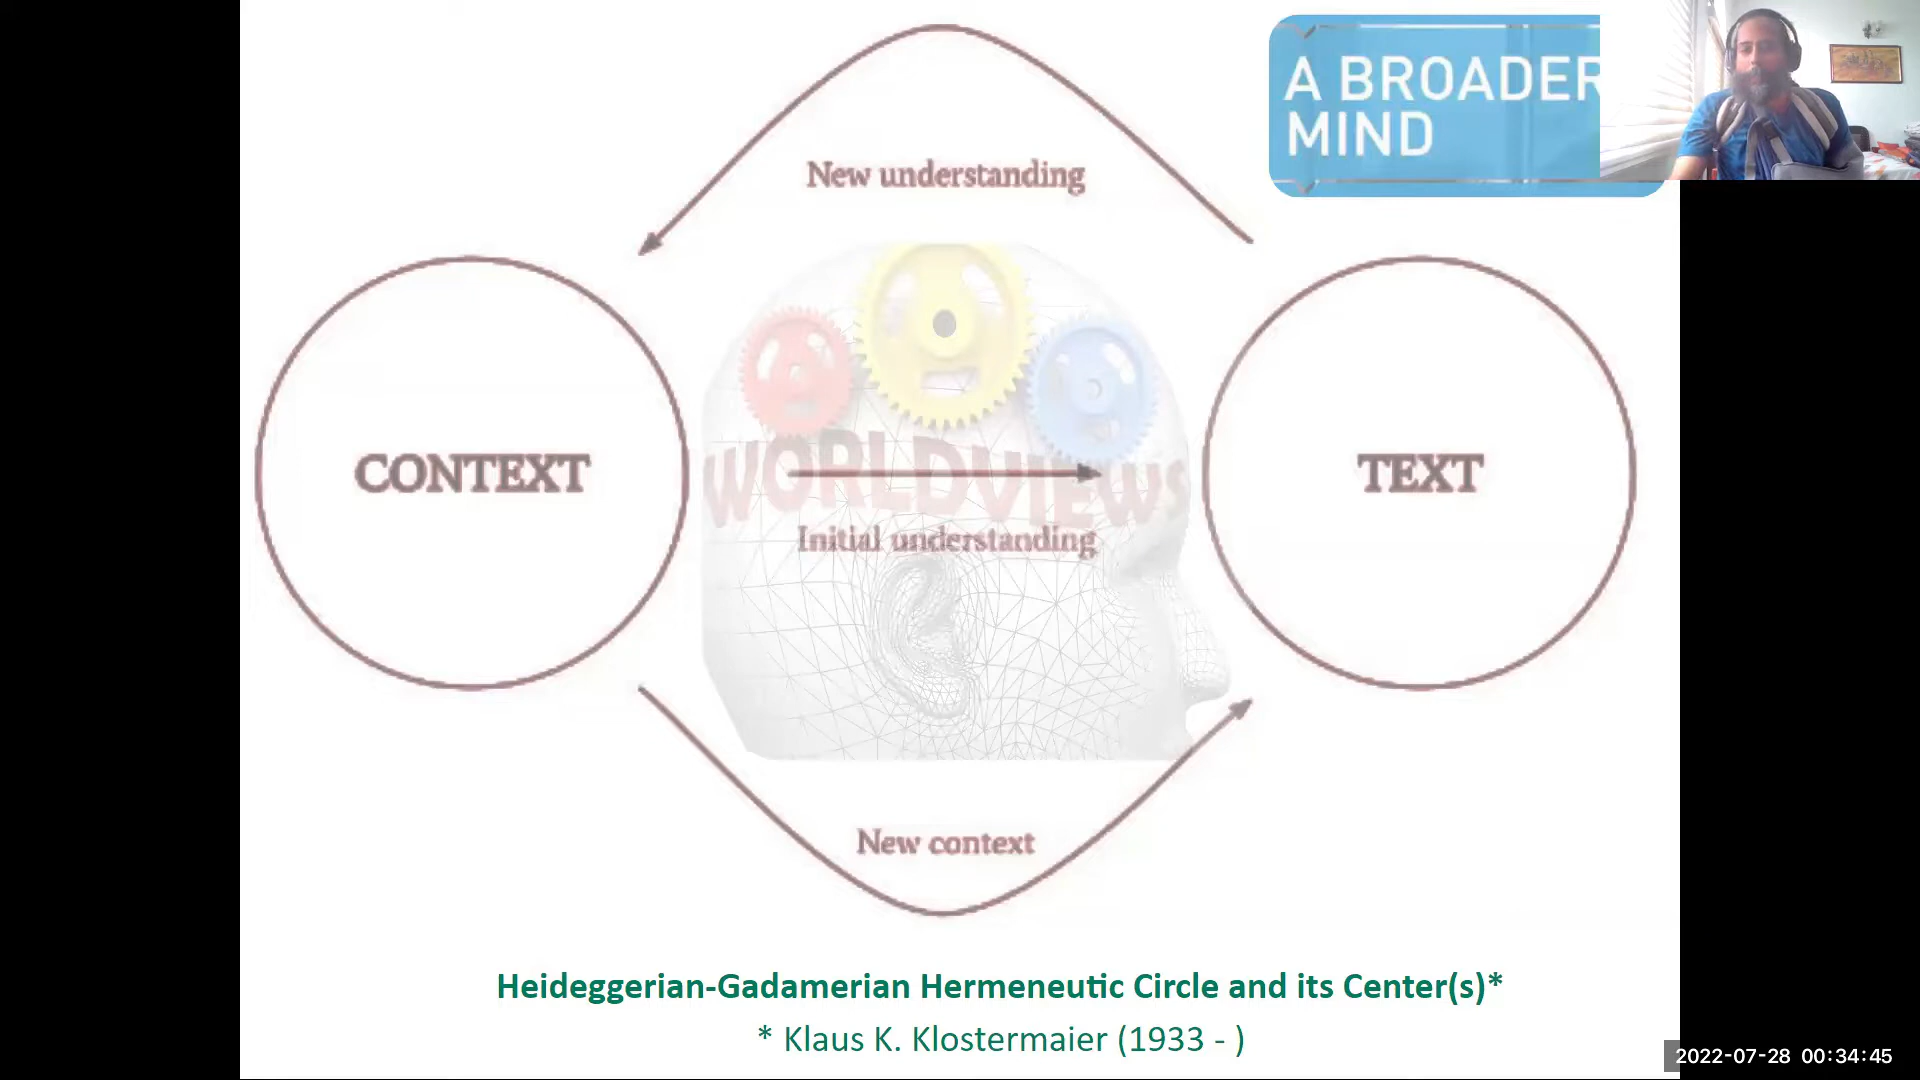 A BROADER
MIND
New understanding
CONTEXT
TEXT
WORLDVIEWS
Initial understanding
New context
Heideggerian-Gadamerian Hermeneutic Circle and its Center(s)*
* Klaus K. Klostermaier (1933 - )
2022-07-28 00:34:45